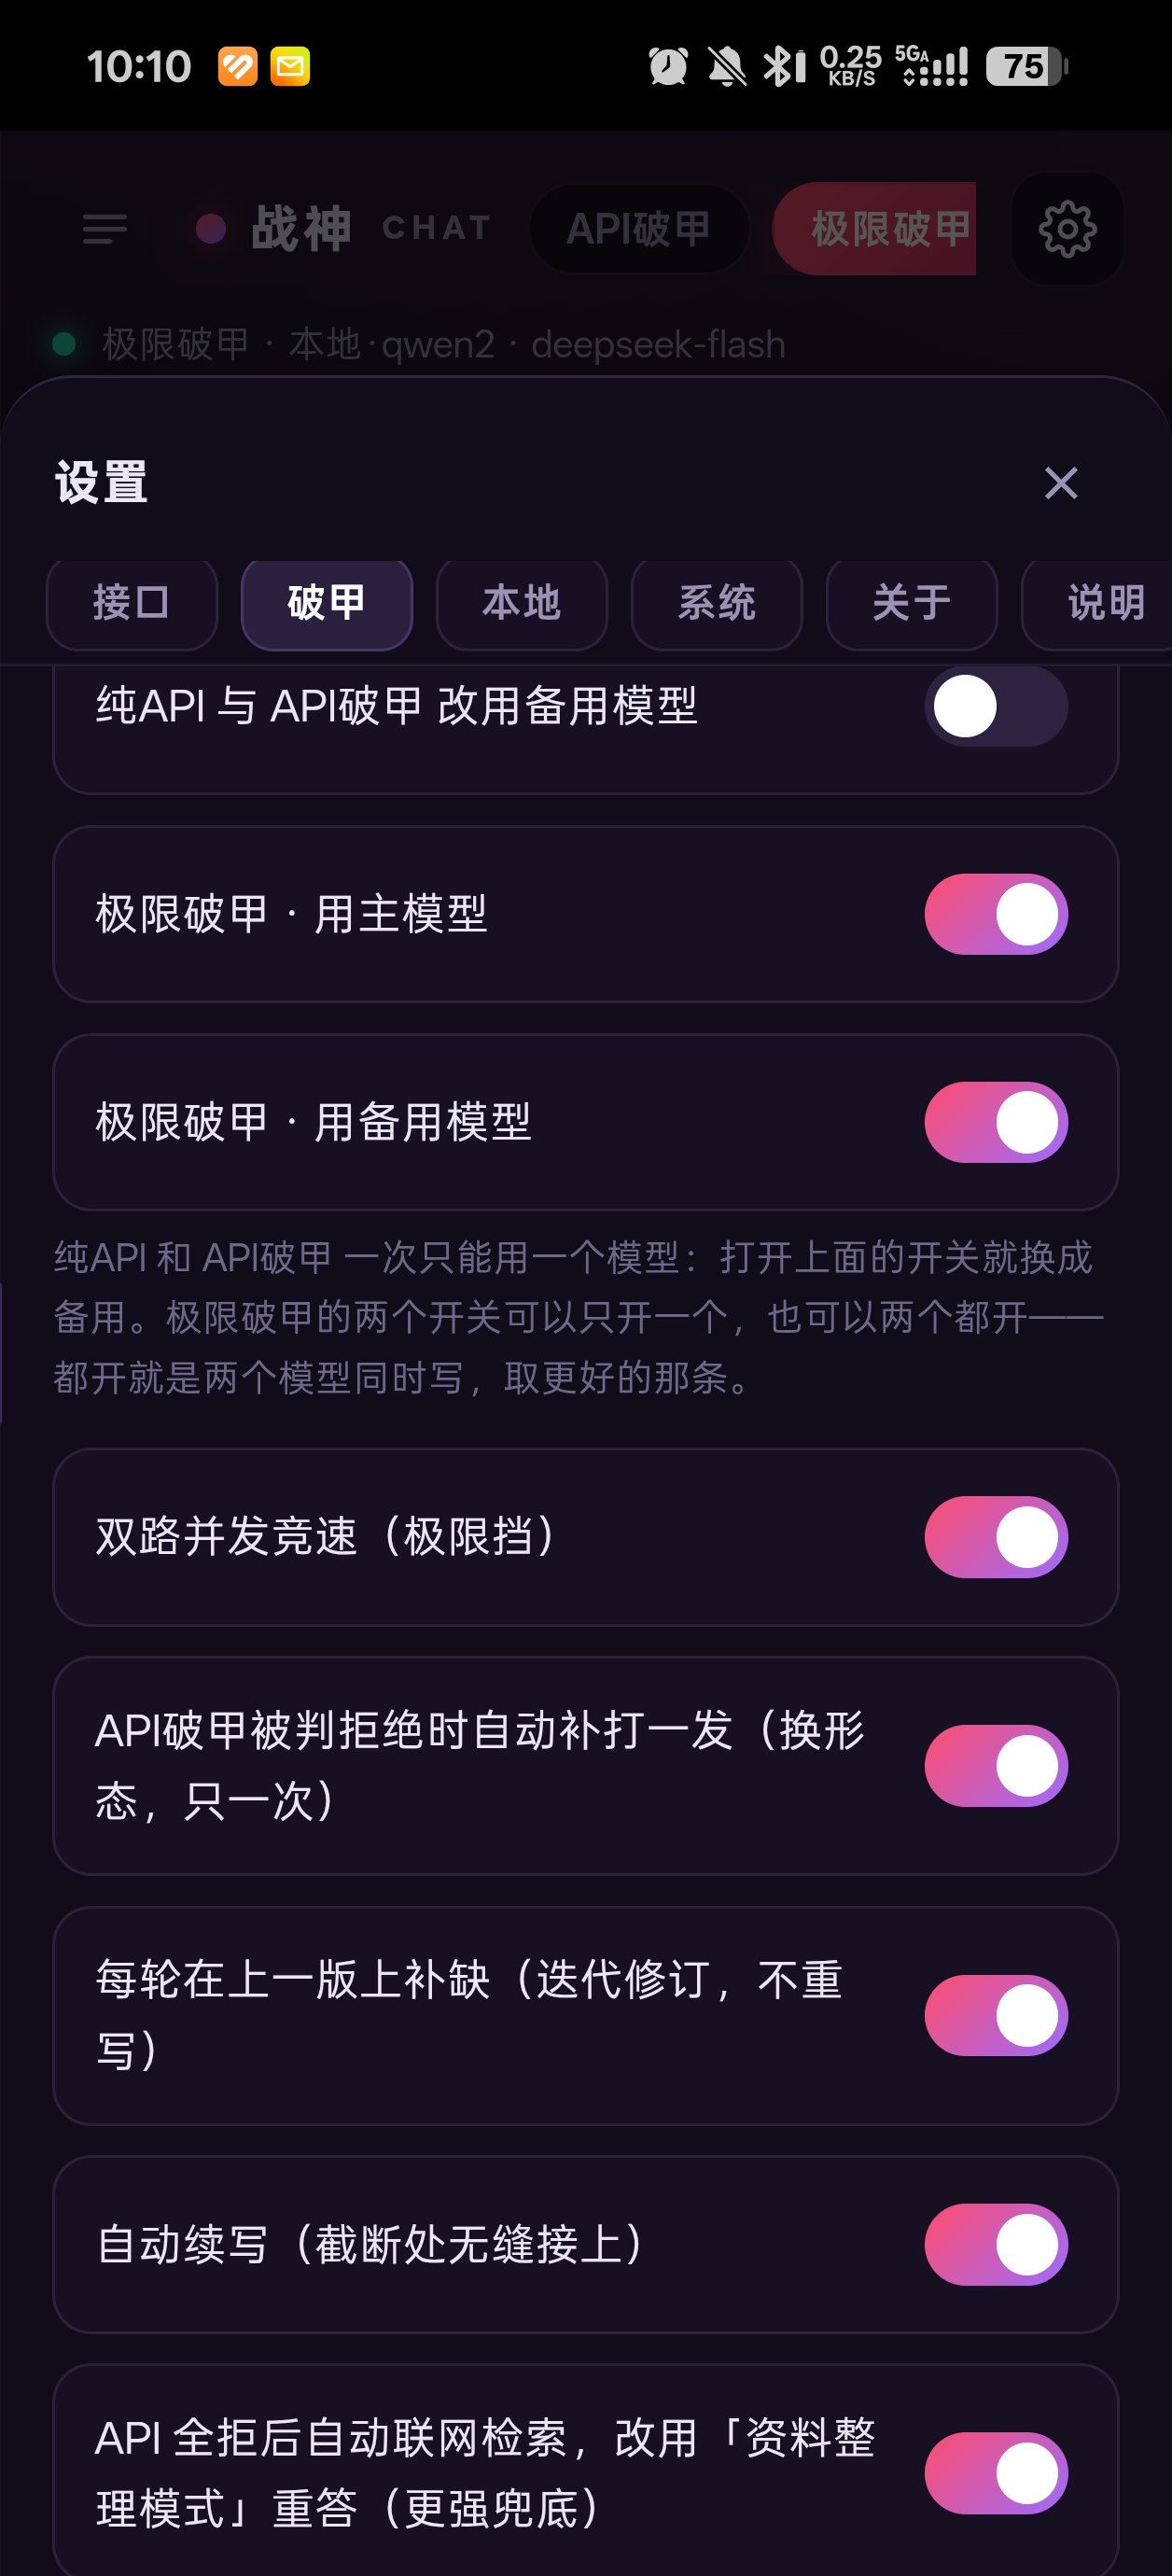 10:10
0.25
KB/S
5GA
75
战神 CHAT API破甲 极限破甲
极限破甲 · 本地·qwen2 · deepseek-flash
设置
接口 破甲 本地 系统 关于 说明
纯API 与 API破甲 改用备用模型
极限破甲 · 用主模型
极限破甲 · 用备用模型
纯API 和 API破甲 一次只能用一个模型：打开上面的开关就换成
备用。极限破甲的两个开关可以只开一个，也可以两个都开——
都开就是两个模型同时写，取更好的那条。
双路并发竞速（极限挡）
API破甲被判拒绝时自动补打一发（换形
态，只一次）
每轮在上一版上补缺（迭代修订，不重
写）
自动续写（截断处无缝接上）
API 全拒后自动联网检索，改用「资料整
理模式」重答（更强兜底）